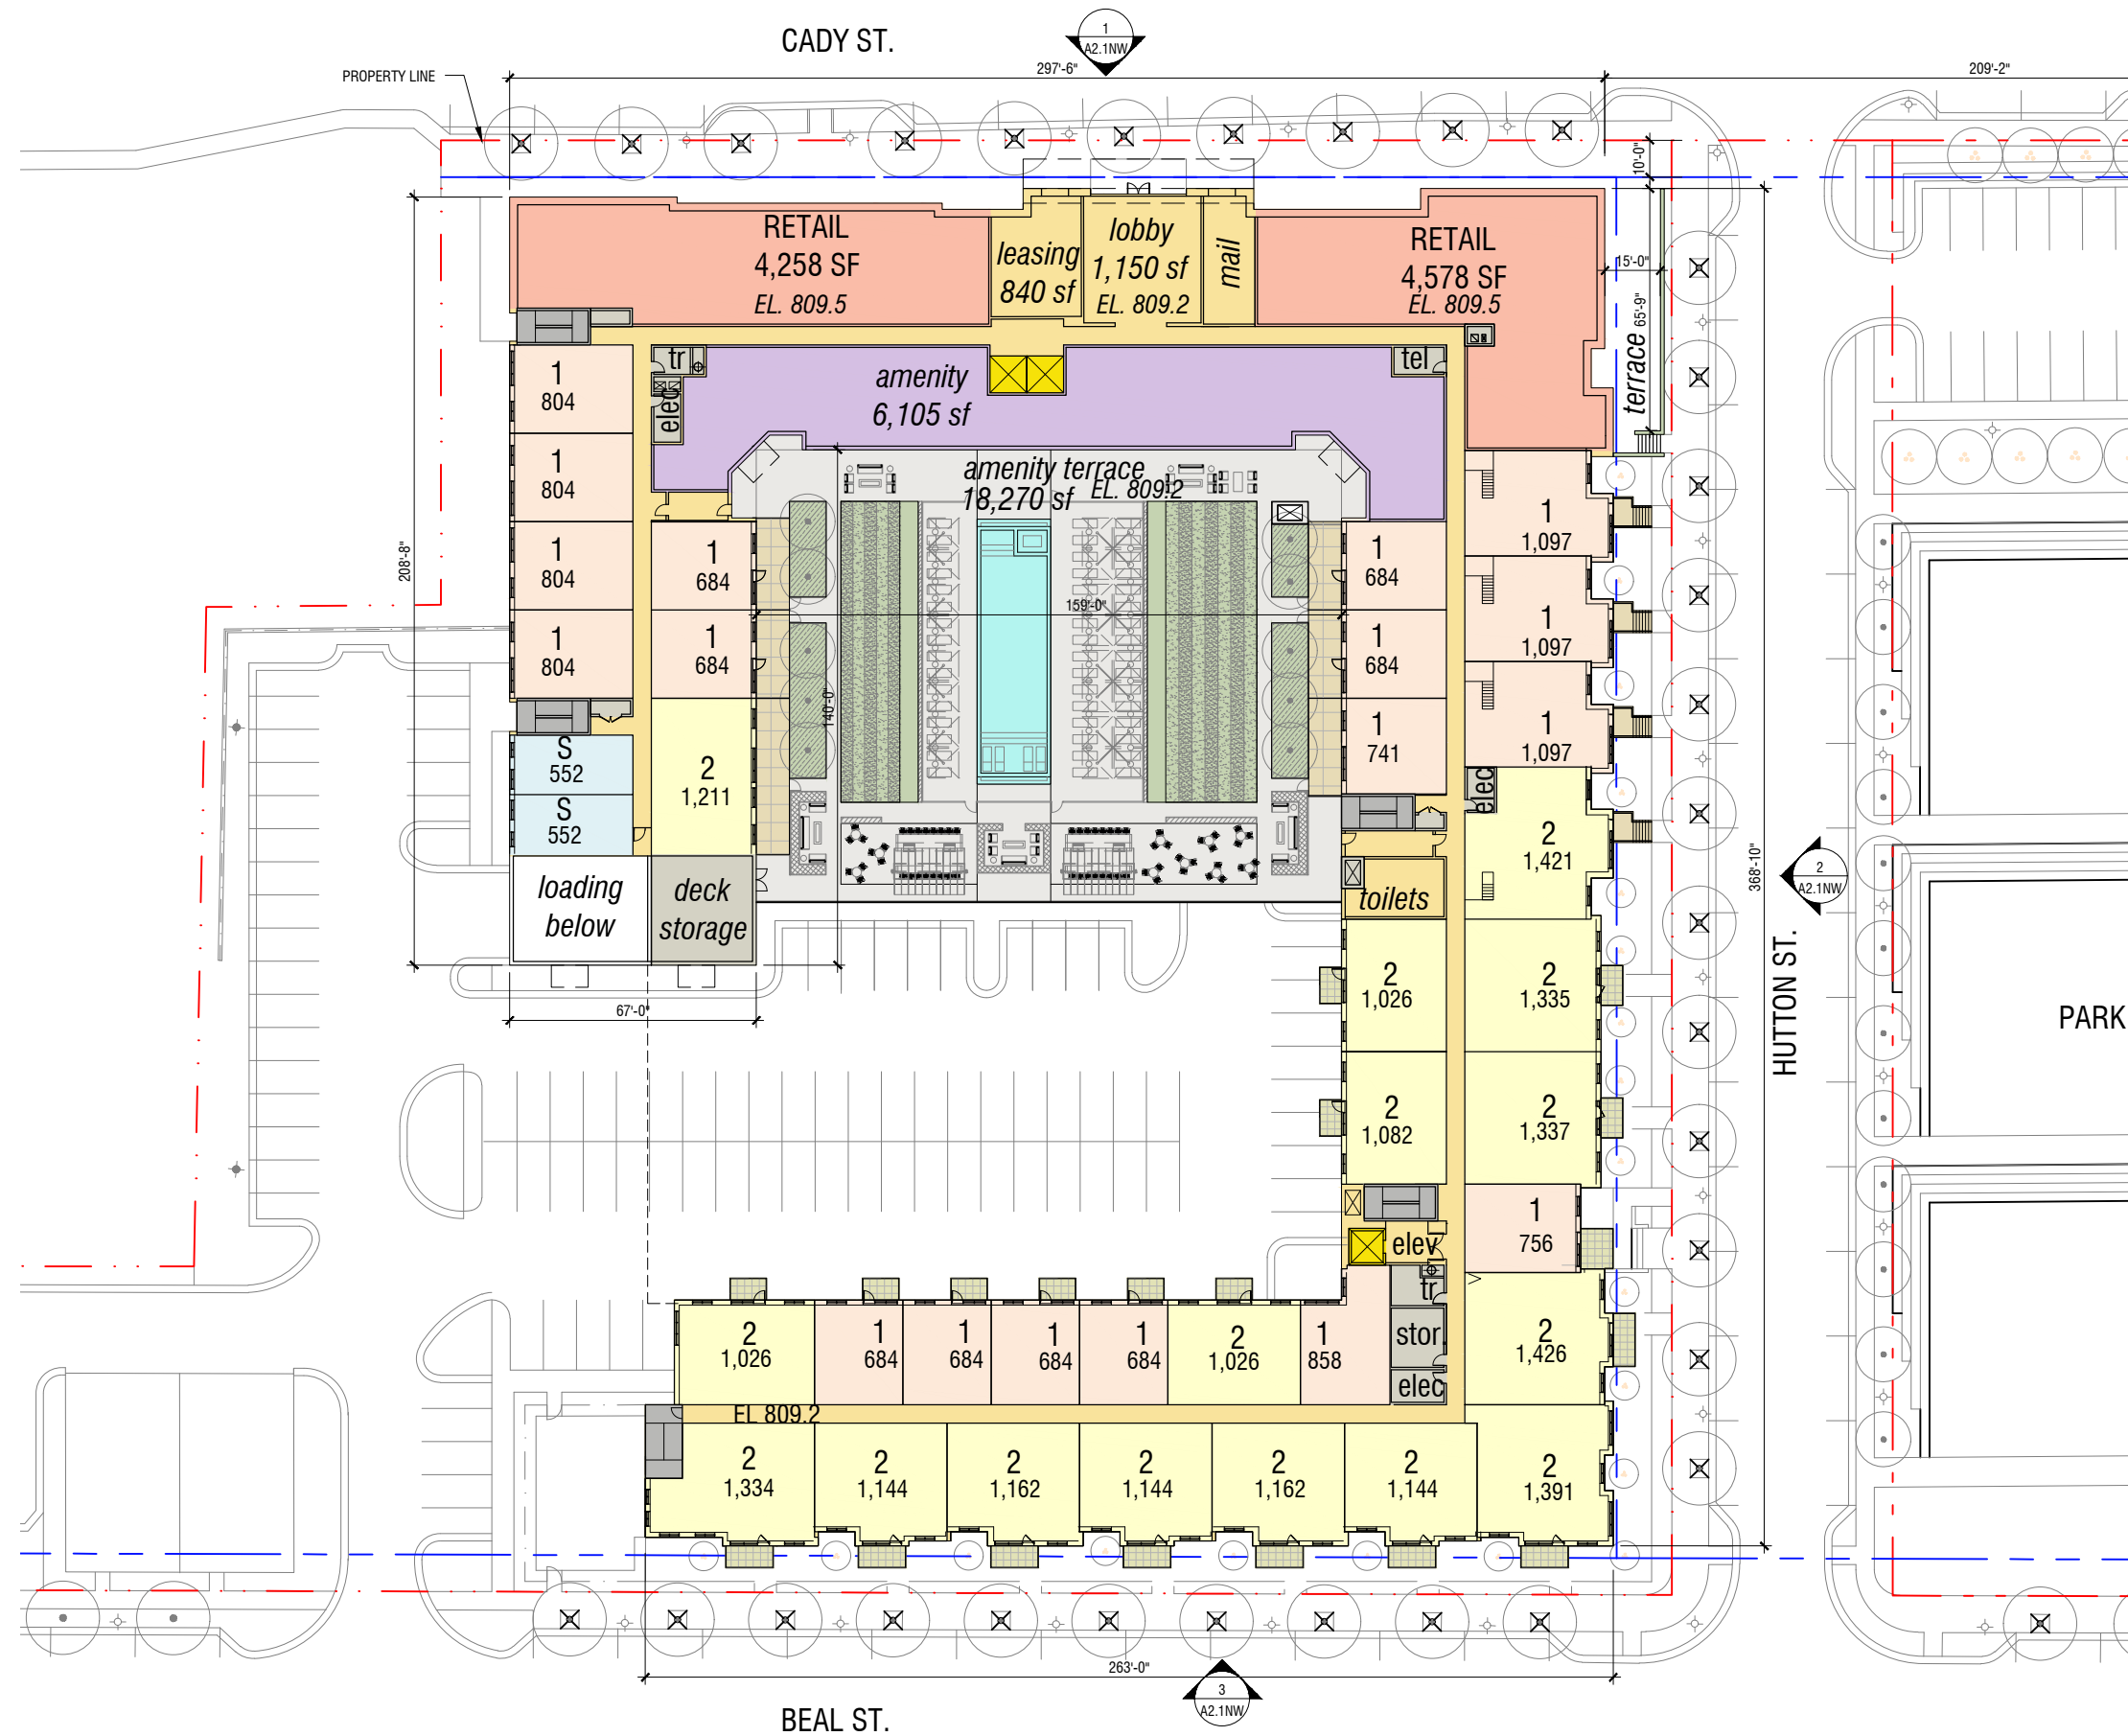 CADY ST.
1
A2.1NW
PROPERTY LINE
297'-6"
209'-2"
10'-0"
RETAIL
4,258 SF
EL. 809.5
leasing
840 sf
lobby
1,150 sf
EL. 809.2
mail
RETAIL
4,578 SF
EL. 809.5
15'-0"
terrace
65'-9"
tr
elec
amenity
6,105 sf
tel
1
804
1
804
1
804
1
804
amenity terrace
18,270 sf
EL. 809.2
208'-8"
1
684
1
684
159'-0"
140'-0"
1
684
1
684
1
741
1
1,097
1
1,097
1
1,097
S
552
S
552
2
1,211
elec
2
1,421
loading
below
deck
storage
toilets
368'-10"
2
A2.1NW
HUTTON ST.
PARK
67'-0"
2
1,026
2
1,335
2
1,082
2
1,337
1
756
elev
tr
stor.
elec
2
1,026
1
684
1
684
1
684
1
684
2
1,026
1
858
2
1,426
EL 809.2
2
1,334
2
1,144
2
1,162
2
1,144
2
1,162
2
1,144
2
1,391
263'-0"
3
A2.1NW
BEAL ST.